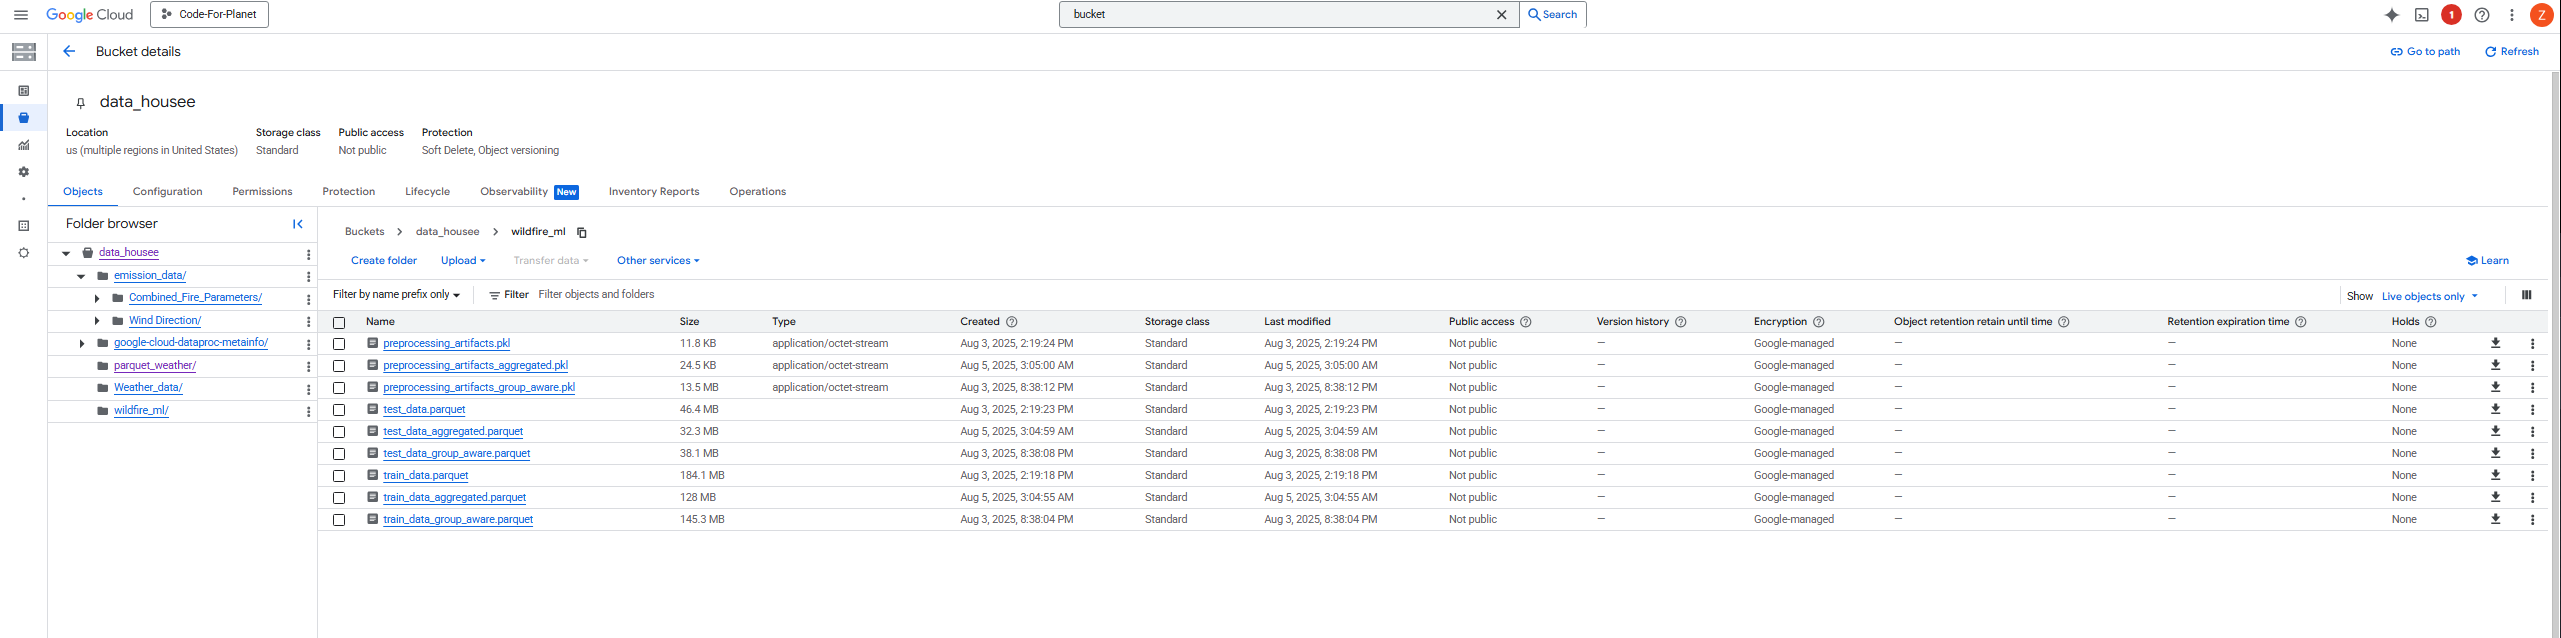 Google Cloud Code-For-Planet bucket Search 1 Z
Bucket details Go to path Refresh
data_housee
Location Storage class Public access Protection
us (multiple regions in United States) Standard Not public Soft Delete, Object versioning
Objects Configuration Permissions Protection Lifecycle Observability New Inventory Reports Operations
Folder browser
data_housee
emission_data/
Combined_Fire_Parameters/
Wind Direction/
google-cloud-dataproc-metainfo/
parquet_weather/
Weather_data/
wildfire_ml/
Buckets > data_housee > wildfire_ml
Create folder Upload Transfer data Other services Learn
Filter by name prefix only Filter Filter objects and folders Show Live objects only
Name Size Type Created Storage class Last modified Public access Version history Encryption Object retention retain until time Retention expiration time Holds
preprocessing_artifacts.pkl 11.8 KB application/octet-stream Aug 3, 2025, 2:19:24 PM Standard Aug 3, 2025, 2:19:24 PM Not public — Google-managed — — None
preprocessing_artifacts_aggregated.pkl 24.5 KB application/octet-stream Aug 5, 2025, 3:05:00 AM Standard Aug 5, 2025, 3:05:00 AM Not public — Google-managed — — None
preprocessing_artifacts_group_aware.pkl 13.5 MB application/octet-stream Aug 3, 2025, 8:38:12 PM Standard Aug 3, 2025, 8:38:12 PM Not public — Google-managed — — None
test_data.parquet 46.4 MB Aug 3, 2025, 2:19:23 PM Standard Aug 3, 2025, 2:19:23 PM Not public — Google-managed — — None
test_data_aggregated.parquet 32.3 MB Aug 5, 2025, 3:04:59 AM Standard Aug 5, 2025, 3:04:59 AM Not public — Google-managed — — None
test_data_group_aware.parquet 38.1 MB Aug 3, 2025, 8:38:08 PM Standard Aug 3, 2025, 8:38:08 PM Not public — Google-managed — — None
train_data.parquet 184.1 MB Aug 3, 2025, 2:19:18 PM Standard Aug 3, 2025, 2:19:18 PM Not public — Google-managed — — None
train_data_aggregated.parquet 128 MB Aug 5, 2025, 3:04:55 AM Standard Aug 5, 2025, 3:04:55 AM Not public — Google-managed — — None
train_data_group_aware.parquet 145.3 MB Aug 3, 2025, 8:38:04 PM Standard Aug 3, 2025, 8:38:04 PM Not public — Google-managed — — None